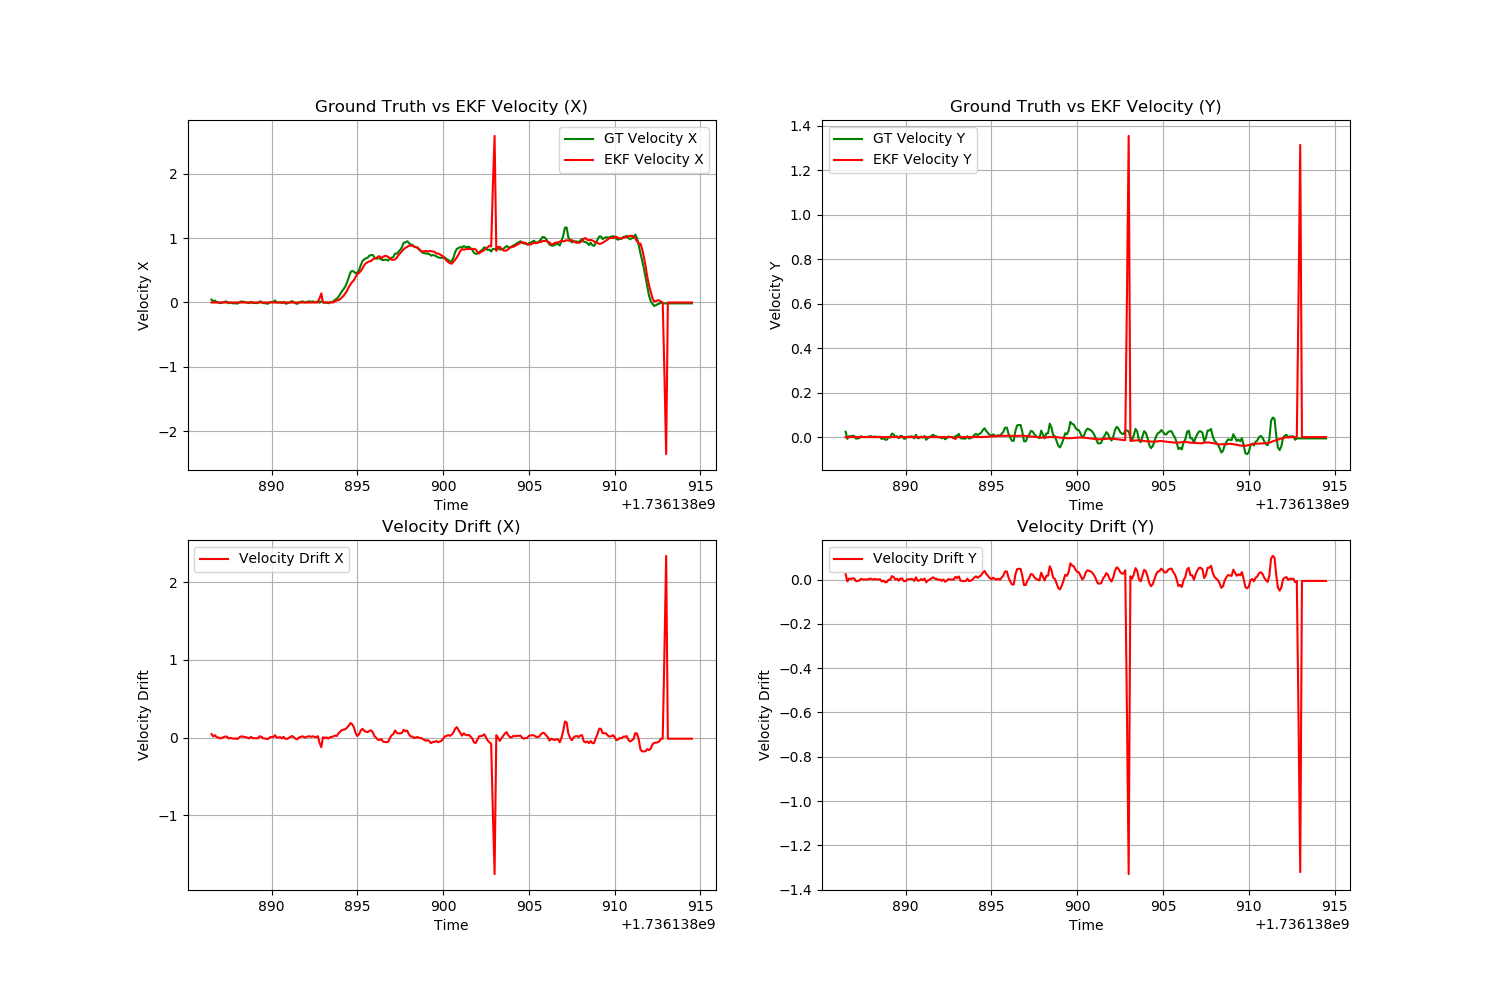 Ground Truth vs EKF Velocity (X)
GT Velocity X
EKF Velocity X
2
1
0
−1
−2
Velocity X
890
895
900
905
910
915
Time
+1.736138e9
Ground Truth vs EKF Velocity (Y)
GT Velocity Y
EKF Velocity Y
1.4
1.2
1.0
0.8
0.6
0.4
0.2
0.0
Velocity Y
890
895
900
905
910
915
Time
+1.736138e9
Velocity Drift (X)
Velocity Drift X
2
1
0
−1
Velocity Drift
890
895
900
905
910
915
Time
+1.736138e9
Velocity Drift (Y)
Velocity Drift Y
0.0
−0.2
−0.4
−0.6
−0.8
−1.0
−1.2
−1.4
Velocity Drift
890
895
900
905
910
915
Time
+1.736138e9